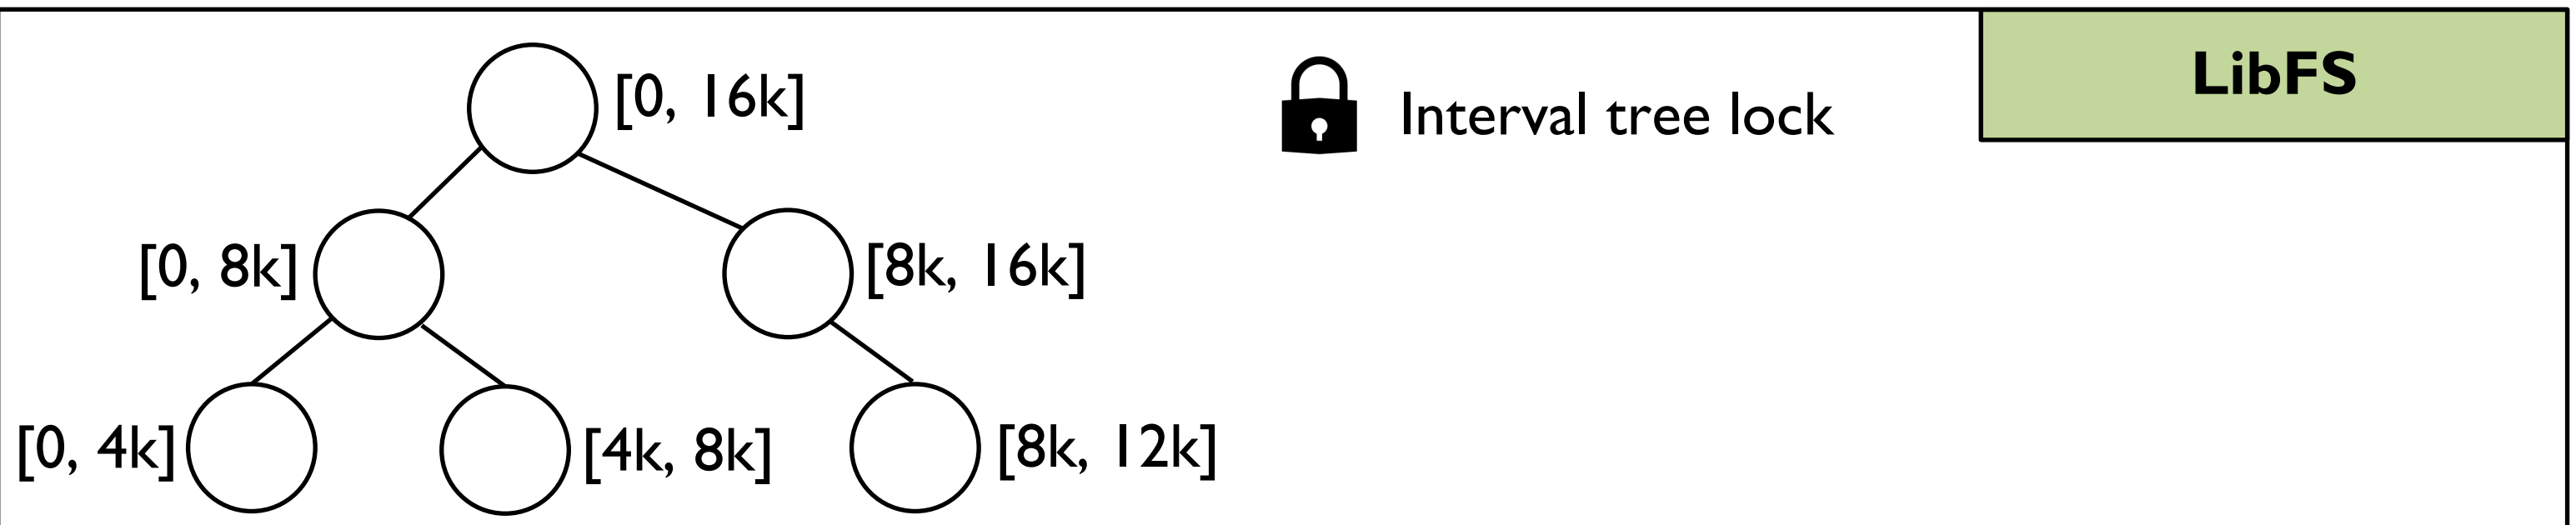 [0, 16k]
Interval tree lock
LibFS
[0, 8k]
[8k, 16k]
[0, 4k]
[4k, 8k]
[8k, 12k]